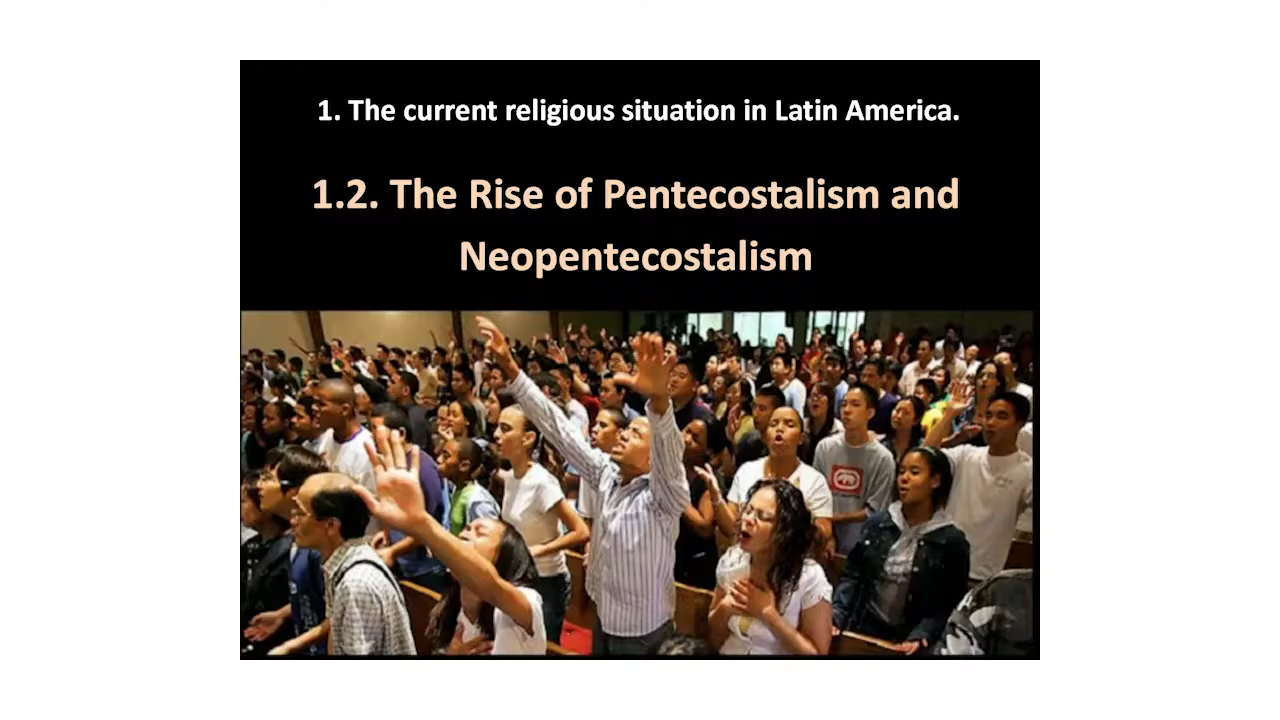 1. The current religious situation in Latin America.
1.2. The Rise of Pentecostalism and
Neopentecostalism